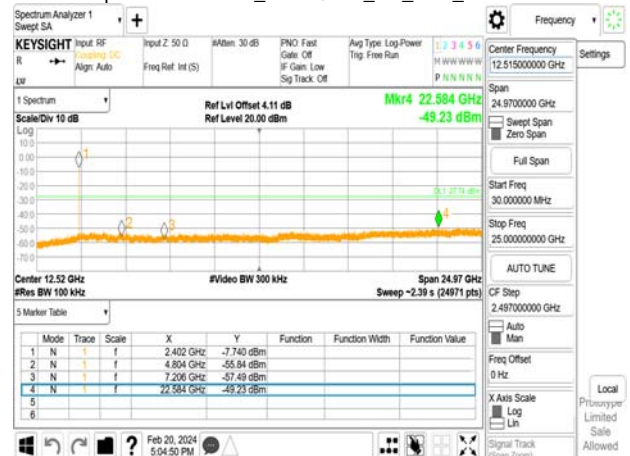 Spectrum Analyzer 1
Swept SA
+
Frequency
KEYSIGHT
R
Input: RF
Coupling: DC
Align: Auto
Input Z: 50 Ω
Freq Ref: Int (S)
#Atten: 30 dB
PNO: Fast
Gate: Off
IF Gain: Low
Sig Track: Off
Avg Type: Log-Power
Trig: Free Run
1 2 3 4 5 6
M W W W W W
P N N N N N
1 Spectrum
Scale/Div 10 dB
Ref Lvl Offset 4.11 dB
Ref Level 20.00 dBm
Mkr4 22.584 GHz
-49.23 dBm
Log
10.0
0.00
-10.0
-20.0
-30.0
-40.0
-50.0
-60.0
-70.0
1
2
3
4
Center 12.52 GHz
#Res BW 100 kHz
#Video BW 300 kHz
Span 24.97 GHz
Sweep ~2.39 s (24971 pts)
5 Marker Table
Mode Trace Scale X Y Function Function Width Function Value
1 N 1 f 2.402 GHz -7.740 dBm
2 N 1 f 4.804 GHz -55.84 dBm
3 N 1 f 7.206 GHz -57.49 dBm
4 N 1 f 22.584 GHz -49.23 dBm
5
6
?
Feb 20, 2024
5:04:50 PM
Center Frequency
12.515000000 GHz
Settings
Span
24.9700000 GHz
Swept Span
Zero Span
Full Span
Start Freq
30.000000 MHz
Stop Freq
25.000000000 GHz
AUTO TUNE
CF Step
2.497000000 GHz
Auto
Man
Freq Offset
0 Hz
X Axis Scale
Log
Lin
Signal Track
(Span Zoom)
Local
Prototype
Limited
Sale
Allowed